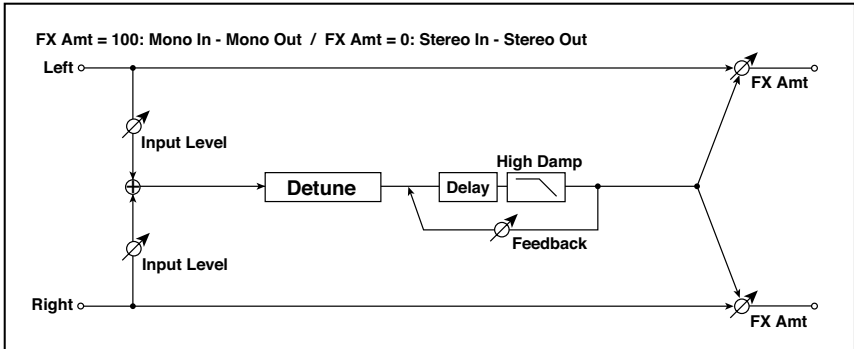 FX Amt = 100: Mono In - Mono Out / FX Amt = 0: Stereo In - Stereo Out
Left
FX Amt
Input Level
High Damp
Detune
Delay
Feedback
Input Level
Right
FX Amt